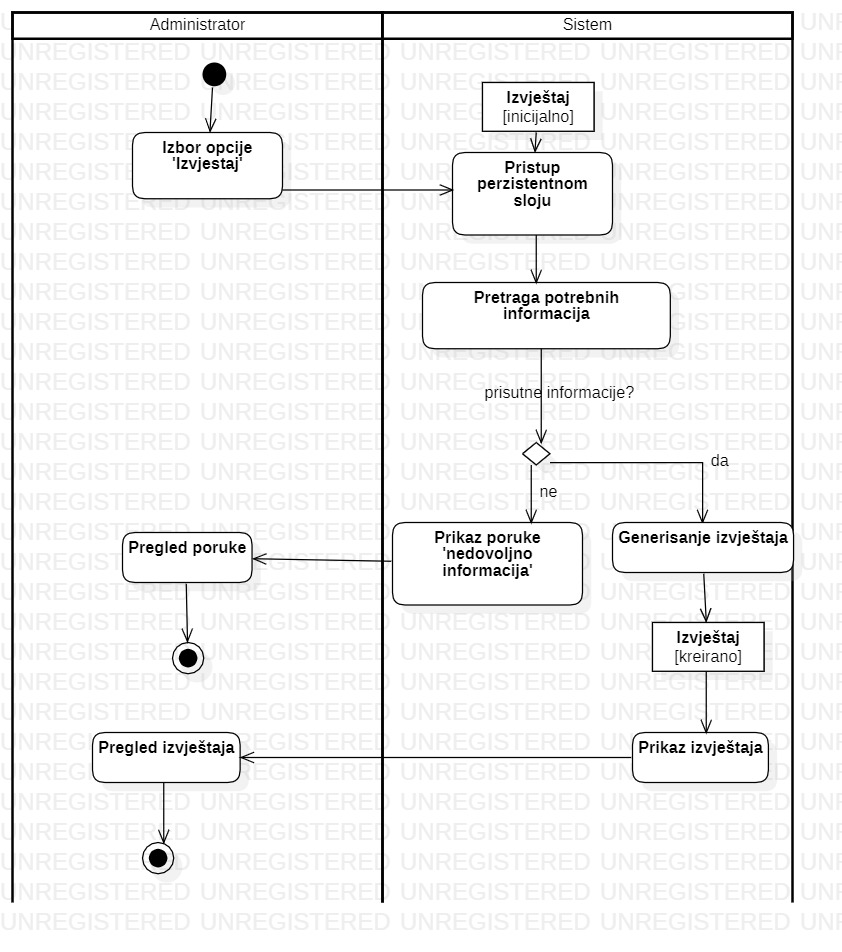 Administrator
Sistem
Izvještaj
[inicijalno]
Izbor opcije
'Izvjestaj'
Pristup
perzistentnom
sloju
Pretraga potrebnih
informacija
prisutne informacije?
da
ne
Prikaz poruke
'nedovoljno
informacija'
Generisanje izvještaja
Pregled poruke
Izvještaj
[kreirano]
Pregled izvještaja
Prikaz izvještaja
UNREGISTERED